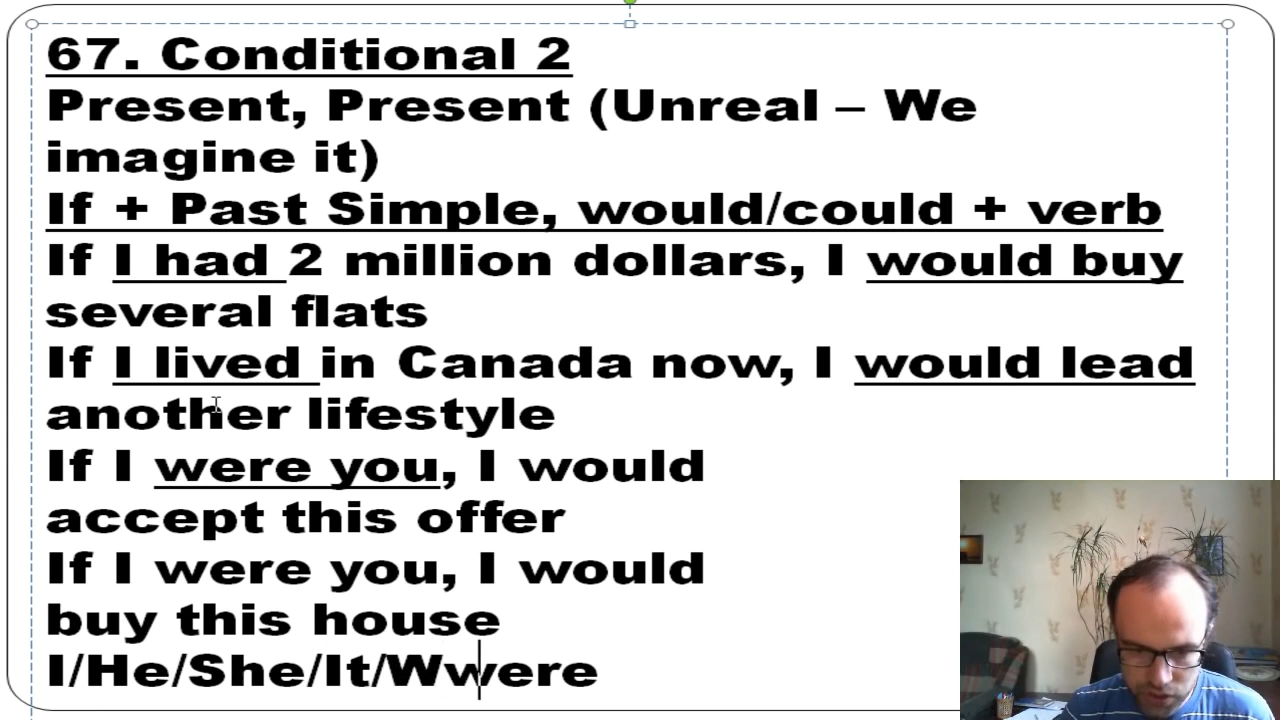 67. Conditional 2
Present, Present (Unreal – We
imagine it)
If + Past Simple, would/could + verb
If I had 2 million dollars, I would buy
several flats
If I lived in Canada now, I would lead
another lifestyle
If I were you, I would
accept this offer
If I were you, I would
buy this house
I/He/She/It/Wwere